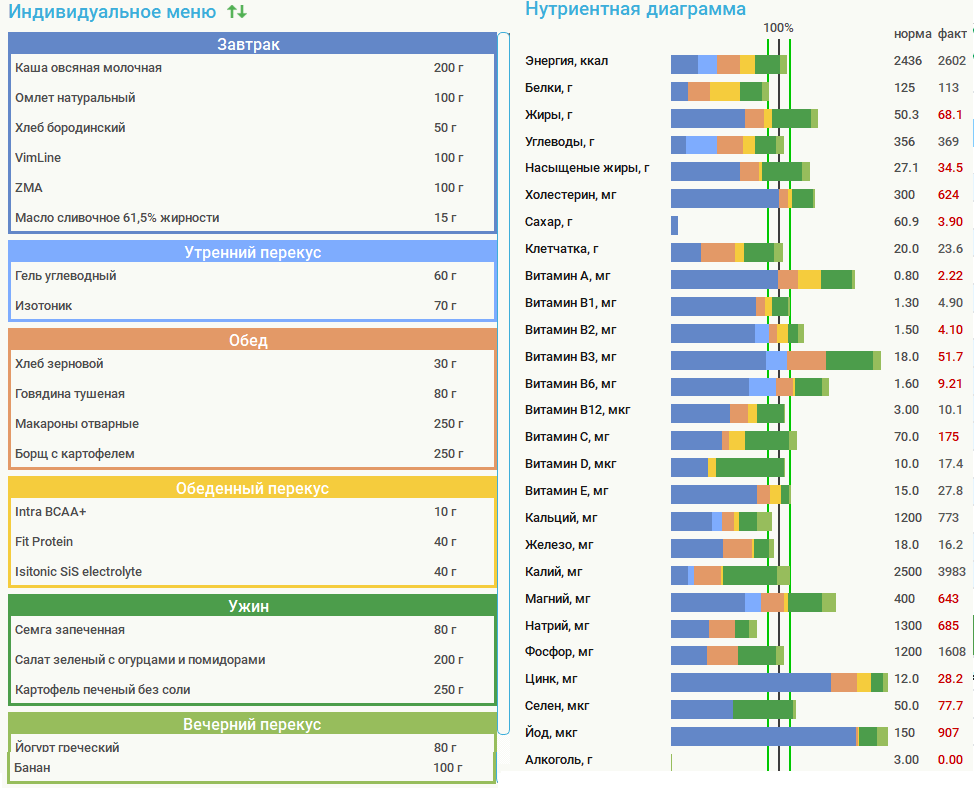 Индивидуальное меню
Завтрак
Каша овсяная молочная 200 г
Омлет натуральный 100 г
Хлеб бородинский 50 г
VimLine 100 г
ZMA 100 г
Масло сливочное 61,5% жирности 15 г
Утренний перекус
Гель углеводный 60 г
Изотоник 70 г
Обед
Хлеб зерновой 30 г
Говядина тушеная 80 г
Макароны отварные 250 г
Борщ с картофелем 250 г
Обеденный перекус
Intra BCAA+ 10 г
Fit Protein 40 г
Isitonic SiS electrolyte 40 г
Ужин
Семга запеченная 80 г
Салат зеленый с огурцами и помидорами 200 г
Картофель печеный без соли 250 г
Вечерний перекус
Йогурт греческий 80 г
Банан 100 г
Нутриентная диаграмма
100%
норма факт
Энергия, ккал 2436 2602
Белки, г 125 113
Жиры, г 50.3 68.1
Углеводы, г 356 369
Насыщеные жиры, г 27.1 34.5
Холестерин, мг 300 624
Сахар, г 60.9 3.90
Клетчатка, г 20.0 23.6
Витамин А, мг 0.80 2.22
Витамин В1, мг 1.30 4.90
Витамин В2, мг 1.50 4.10
Витамин В3, мг 18.0 51.7
Витамин В6, мг 1.60 9.21
Витамин В12, мкг 3.00 10.1
Витамин С, мг 70.0 175
Витамин D, мкг 10.0 17.4
Витамин Е, мг 15.0 27.8
Кальций, мг 1200 773
Железо, мг 18.0 16.2
Калий, мг 2500 3983
Магний, мг 400 643
Натрий, мг 1300 685
Фосфор, мг 1200 1608
Цинк, мг 12.0 28.2
Селен, мкг 50.0 77.7
Йод, мкг 150 907
Алкоголь, г 3.00 0.00